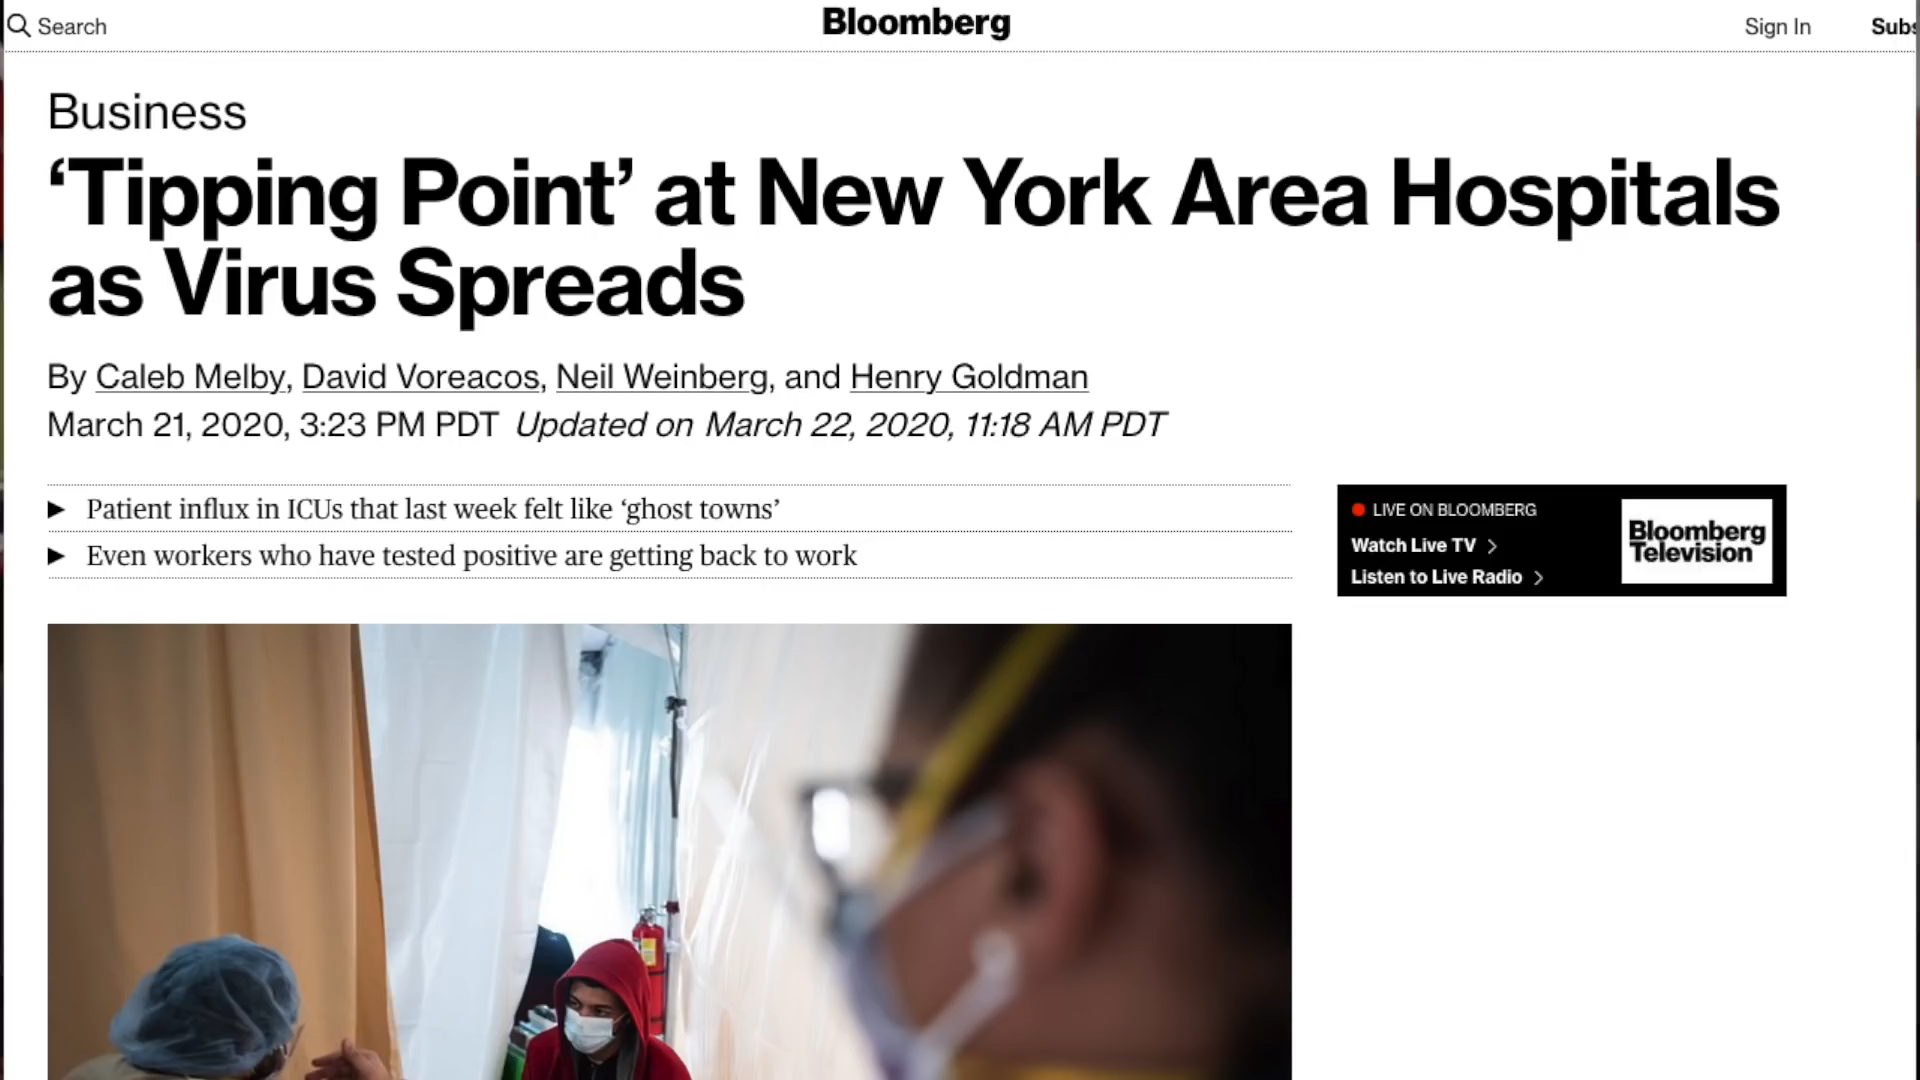 Search
Bloomberg
Sign In
Subs
Business
‘Tipping Point’ at New York Area Hospitals
as Virus Spreads
By Caleb Melby, David Voreacos, Neil Weinberg, and Henry Goldman
March 21, 2020, 3:23 PM PDT Updated on March 22, 2020, 11:18 AM PDT
► Patient influx in ICUs that last week felt like ‘ghost towns’
► Even workers who have tested positive are getting back to work
LIVE ON BLOOMBERG
Watch Live TV >
Listen to Live Radio >
Bloomberg
Television